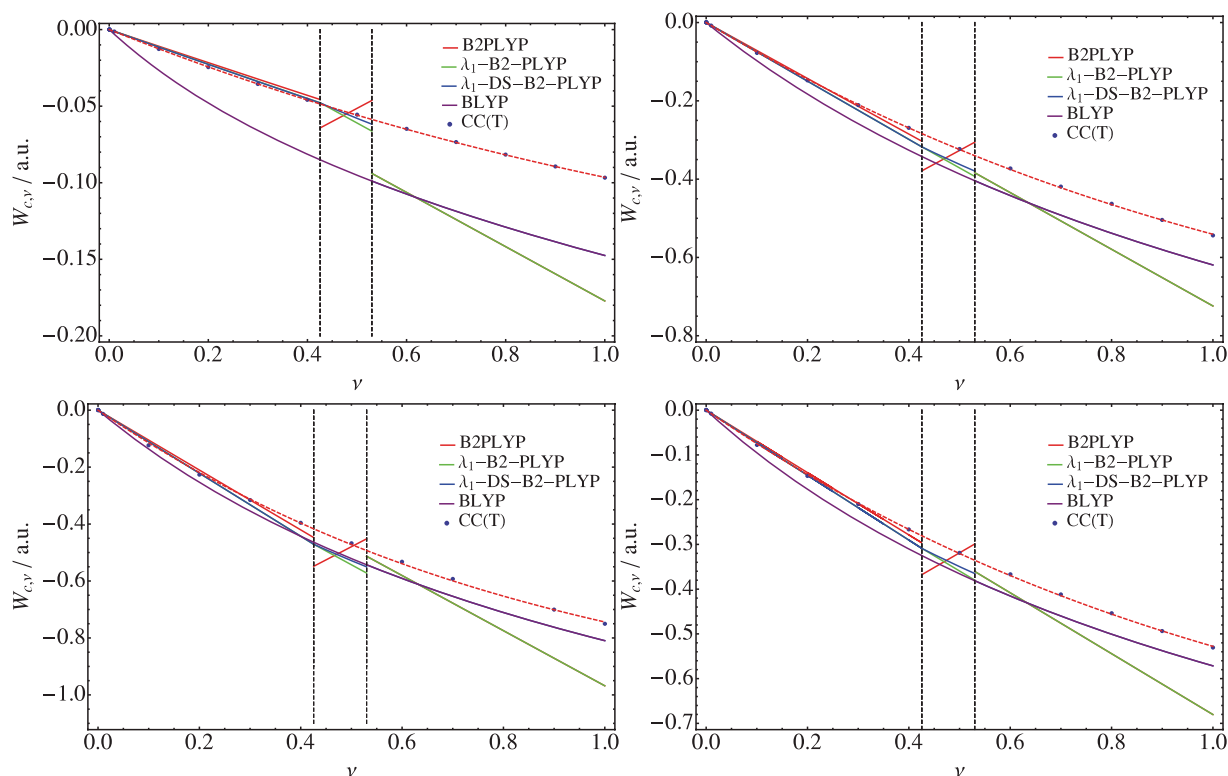 0.00
−0.05
−0.10
−0.15
−0.20
W_{c,ν} / a.u.
B2PLYP
λ₁−B2−PLYP
λ₁−DS−B2−PLYP
BLYP
CC(T)
0.0 0.2 0.4 0.6 0.8 1.0
ν
0.0
−0.2
−0.4
−0.6
−0.8
W_{c,ν} / a.u.
B2PLYP
λ₁−B2−PLYP
λ₁−DS−B2−PLYP
BLYP
CC(T)
0.0 0.2 0.4 0.6 0.8 1.0
ν
0.0
−0.2
−0.4
−0.6
−0.8
−1.0
W_{c,ν} / a.u.
B2PLYP
λ₁−B2−PLYP
λ₁−DS−B2−PLYP
BLYP
CC(T)
0.0 0.2 0.4 0.6 0.8 1.0
ν
0.0
−0.1
−0.2
−0.3
−0.4
−0.5
−0.6
−0.7
W_{c,ν} / a.u.
B2PLYP
λ₁−B2−PLYP
λ₁−DS−B2−PLYP
BLYP
CC(T)
0.0 0.2 0.4 0.6 0.8 1.0
ν